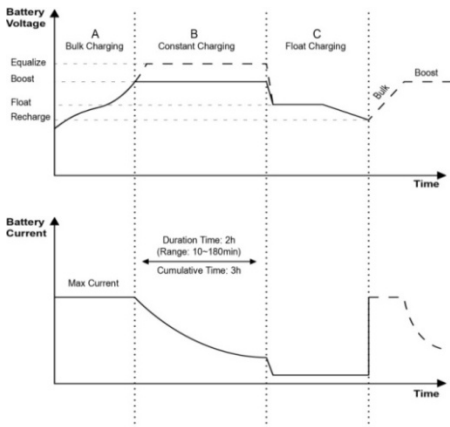 Battery
Voltage
A
Bulk Charging
B
Constant Charging
C
Float Charging
Equalize
Boost
Float
Recharge
Bulk
Boost
Time
Battery
Current
Duration Time: 2h
(Range: 10~180min)
Cumulative Time: 3h
Max Current
Time